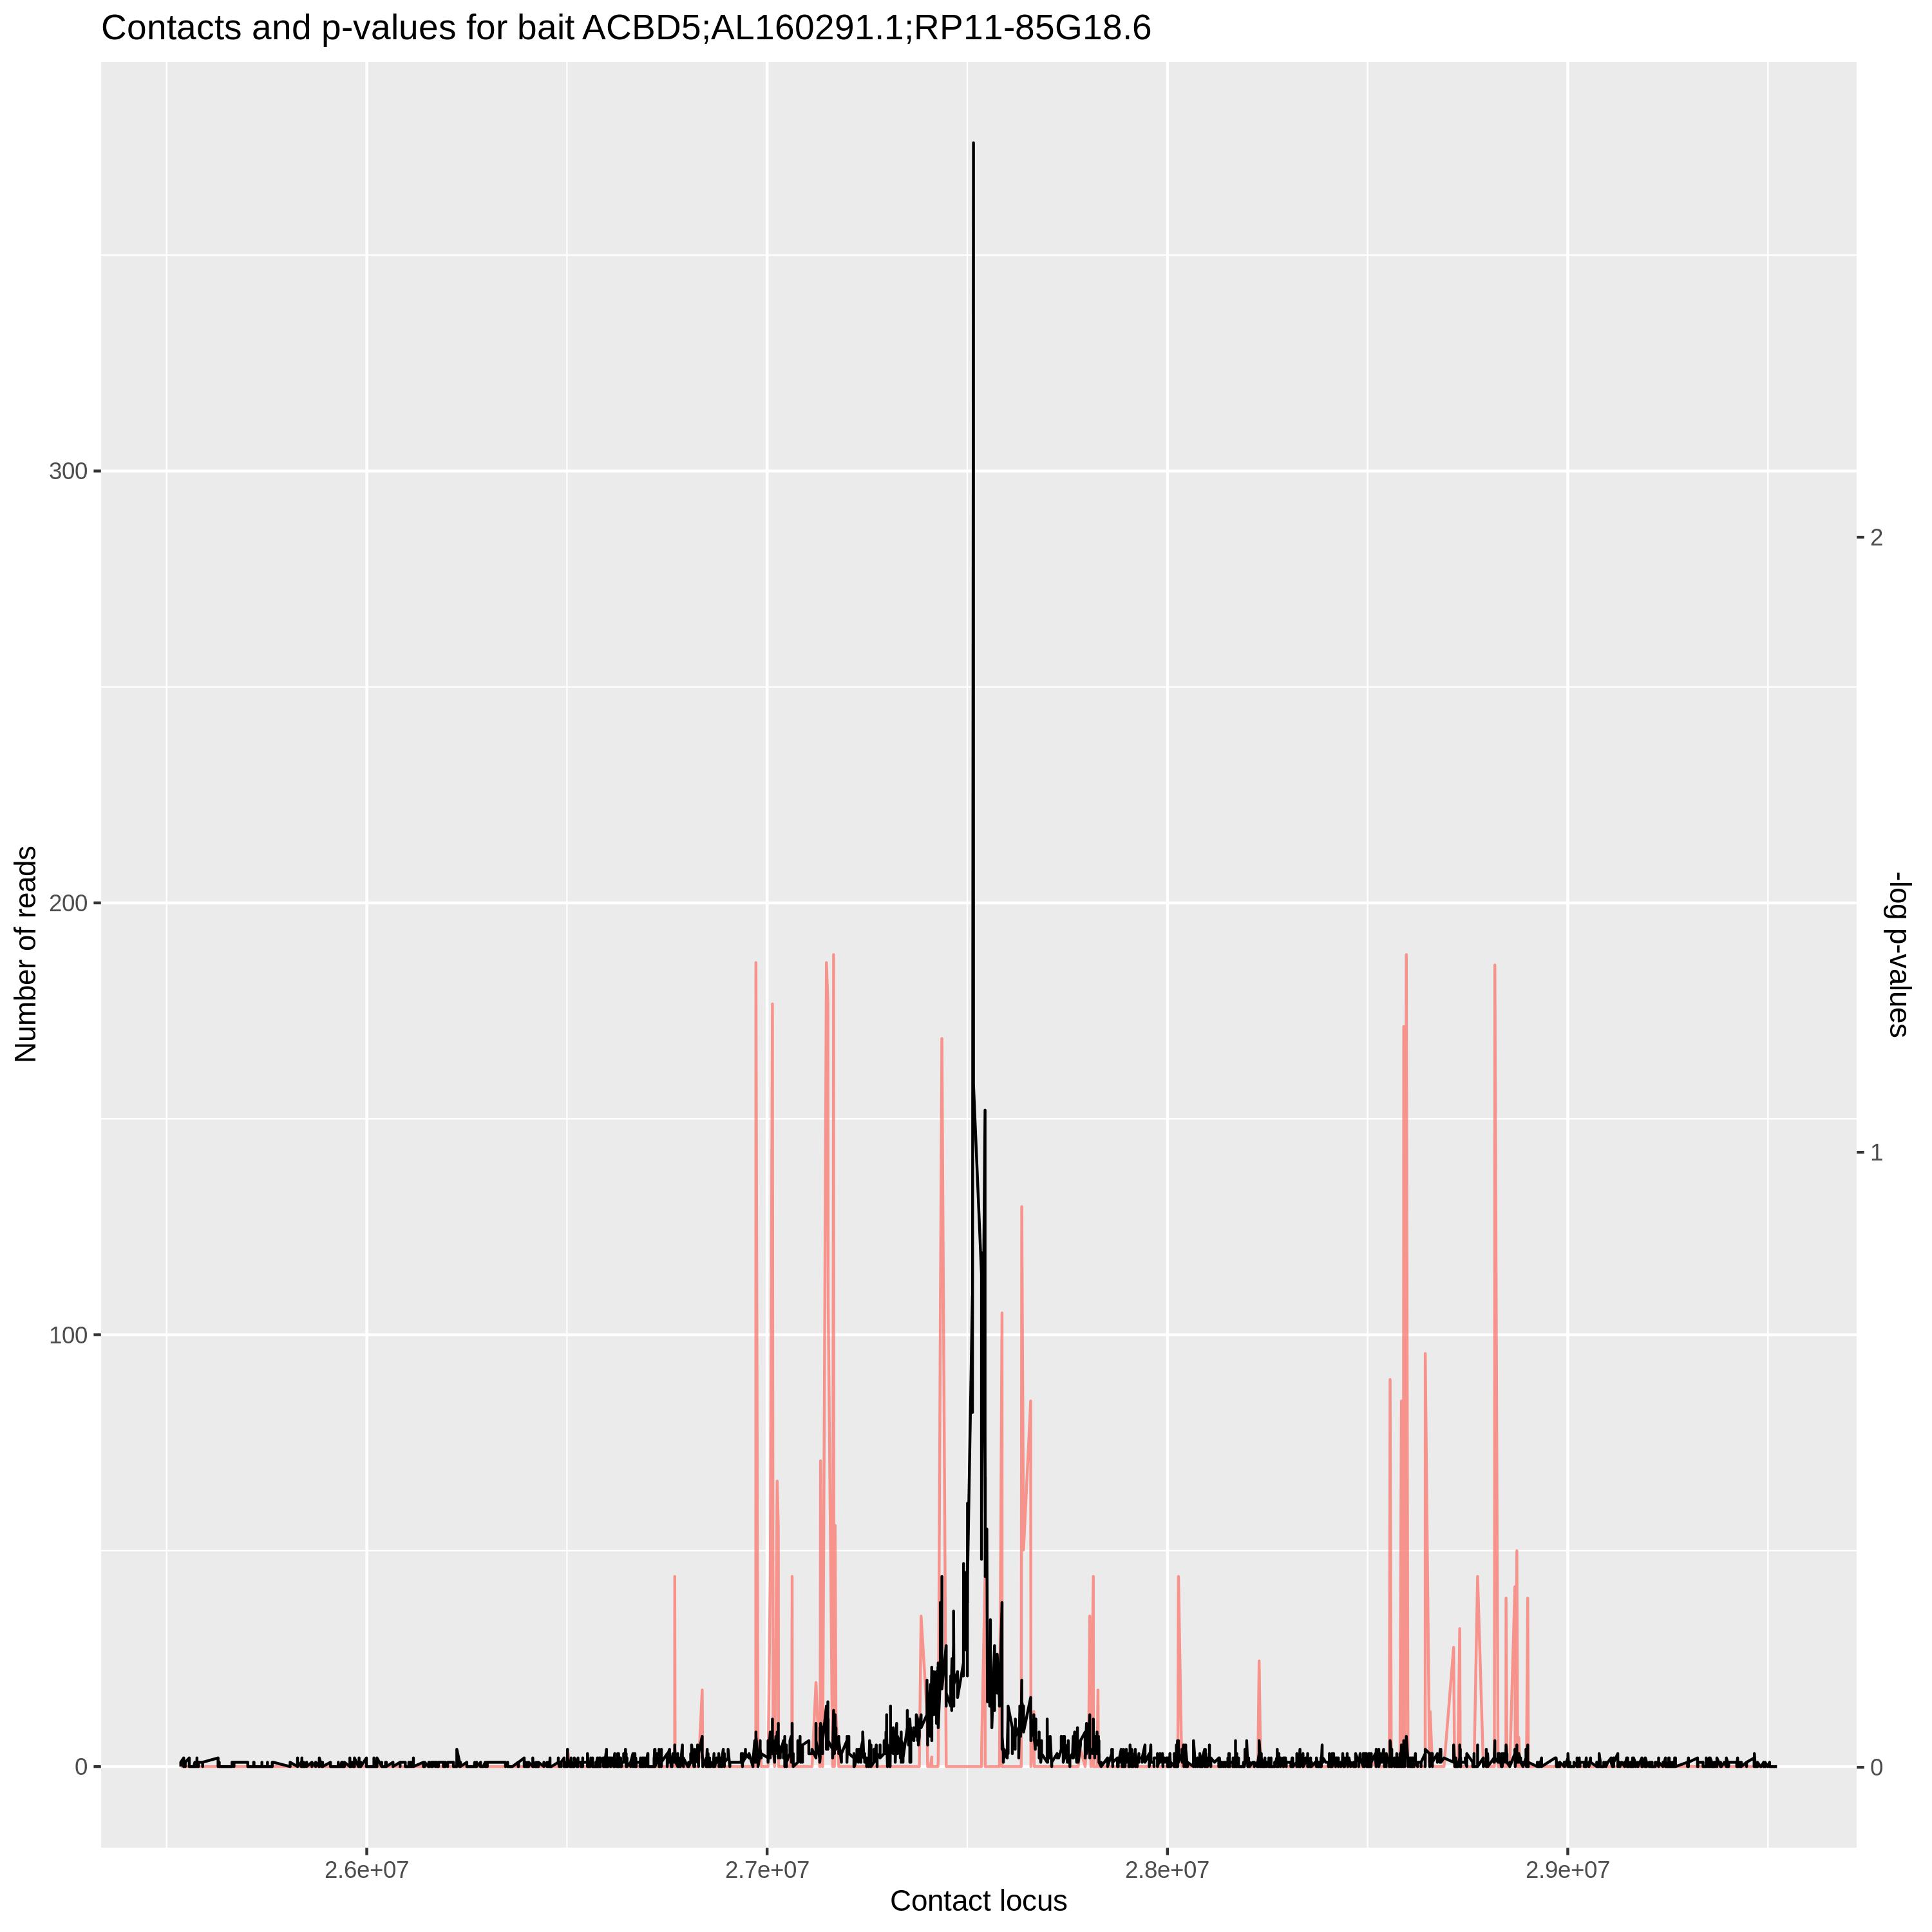 Contacts and p-values for bait ACBD5;AL160291.1;RP11-85G18.6
Number of reads
300
200
100
0
2
1
0
-log p-values
2.6e+07
2.7e+07
2.8e+07
2.9e+07
Contact locus